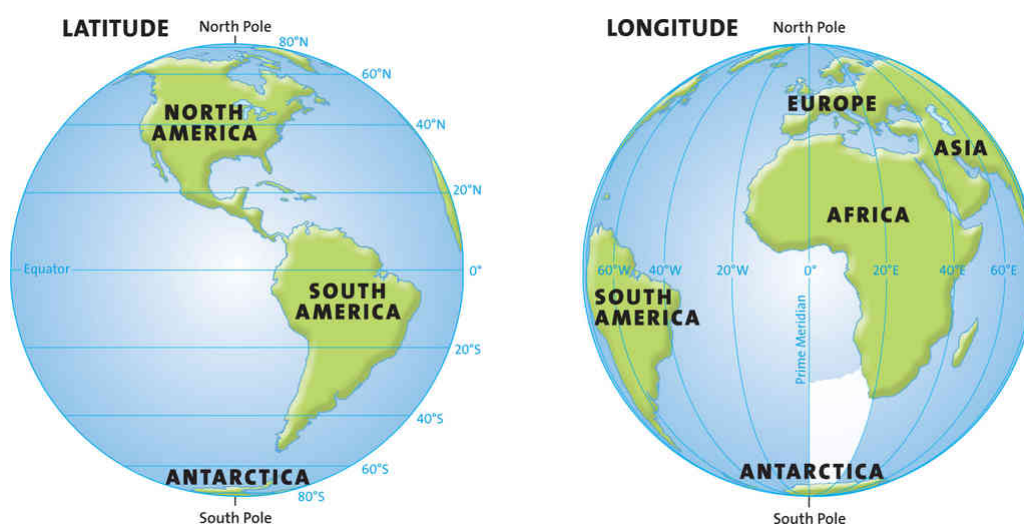 LATITUDE
North Pole
80°N
60°N
40°N
20°N
0°
20°S
40°S
60°S
80°S
NORTH
AMERICA
Equator
SOUTH
AMERICA
ANTARCTICA
South Pole
LONGITUDE
North Pole
EUROPE
ASIA
AFRICA
60°W 40°W 20°W 0° 20°E 40°E 60°E
SOUTH
AMERICA
Prime Meridian
ANTARCTICA
South Pole